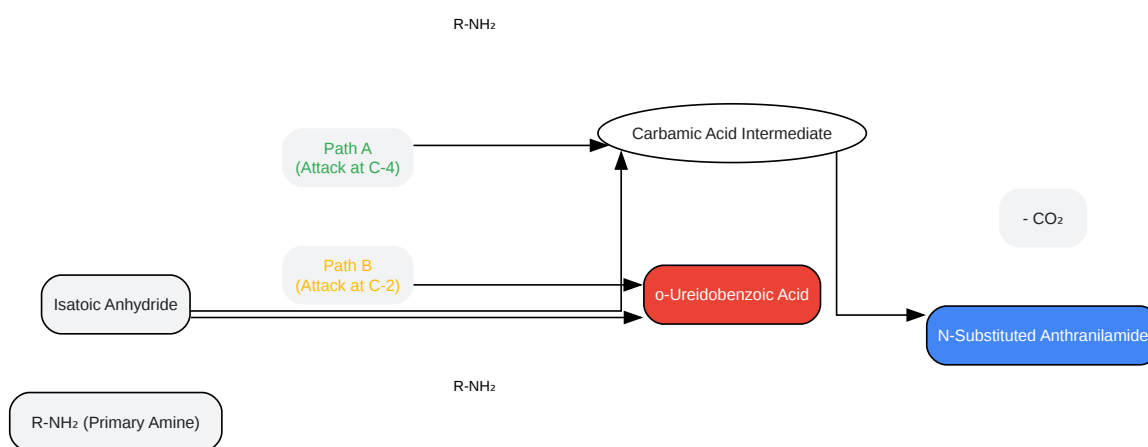 R-NH₂
Carbamic Acid Intermediate
Path A
(Attack at C-4)
- CO₂
Path B
(Attack at C-2)
Isatoic Anhydride
o-Ureidobenzoic Acid
N-Substituted Anthranilamide
R-NH₂
R-NH₂ (Primary Amine)